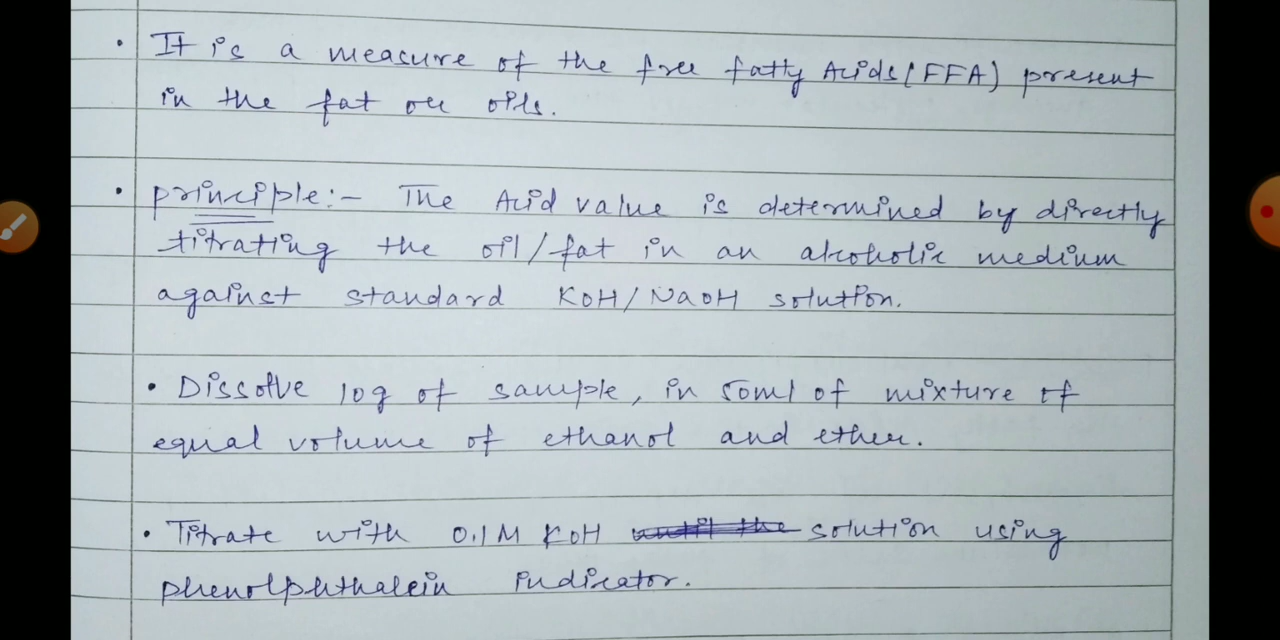 • It is a measure of the free fatty Acids (FFA) present
in the fat or oils.
• principle:- The Acid value is determined by directly
titrating the oil/fat in an alcoholic medium
against standard KOH/NaOH solution.
• Dissolve 10g of sample, in 50ml of mixture of
equal volume of ethanol and ether.
• Titrate with 0.1M KOH until the solution using
phenolphthalein indicator.